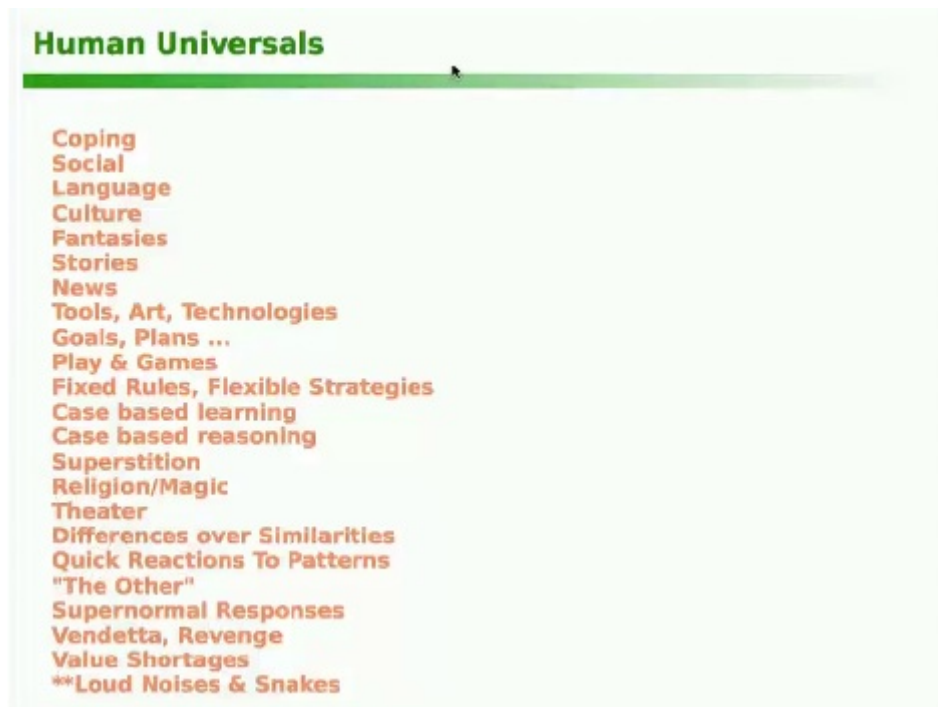 Human Universals
Coping
Social
Language
Culture
Fantasies
Stories
News
Tools, Art, Technologies
Goals, Plans ...
Play & Games
Fixed Rules, Flexible Strategies
Case based learning
Case based reasoning
Superstition
Religion/Magic
Theater
Differences over Similarities
Quick Reactions To Patterns
"The Other"
Supernormal Responses
Vendetta, Revenge
Value Shortages
**Loud Noises & Snakes